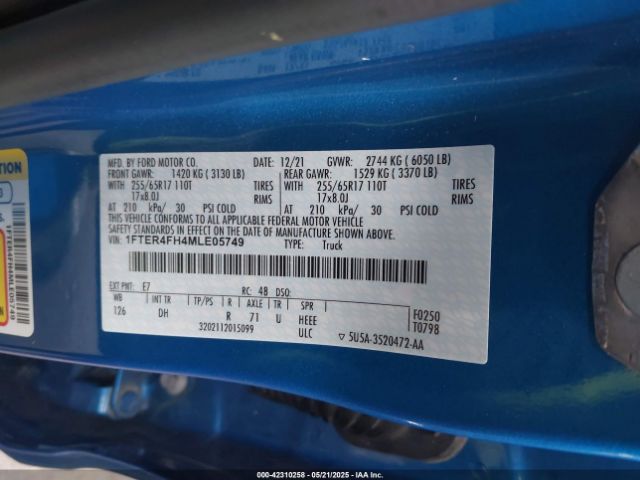 MFD. BY FORD MOTOR CO. DATE: 12/21 GVWR: 2744 KG ( 6050 LB)
FRONT GAWR: 1420 KG ( 3130 LB) REAR GAWR: 1529 KG ( 3370 LB)
WITH 255/65R17 110T TIRES WITH 255/65R17 110T TIRES
17x8.0J RIMS 17x8.0J RIMS
AT 210 kPa/ 30 PSI COLD AT 210 kPa/ 30 PSI COLD
THIS VEHICLE CONFORMS TO ALL APPLICABLE FEDERAL MOTOR VEHICLE
SAFETY STANDARDS IN EFFECT ON THE DATE OF MANUFACTURE SHOWN ABOVE.
VIN: 1FTER4FH4MLE05749 TYPE: Truck
EXT PNT: E7 RC: 48 DSO:
WB INT TR TP/PS R AXLE TR SPR
126 DH R 71 U HEEE
ULC
F0250
T0798
3202112015099
5U5A-3520472-AA
1FTER4FH4MLE0574
© 000-42310258 - 05/21/2025 - IAA Inc.